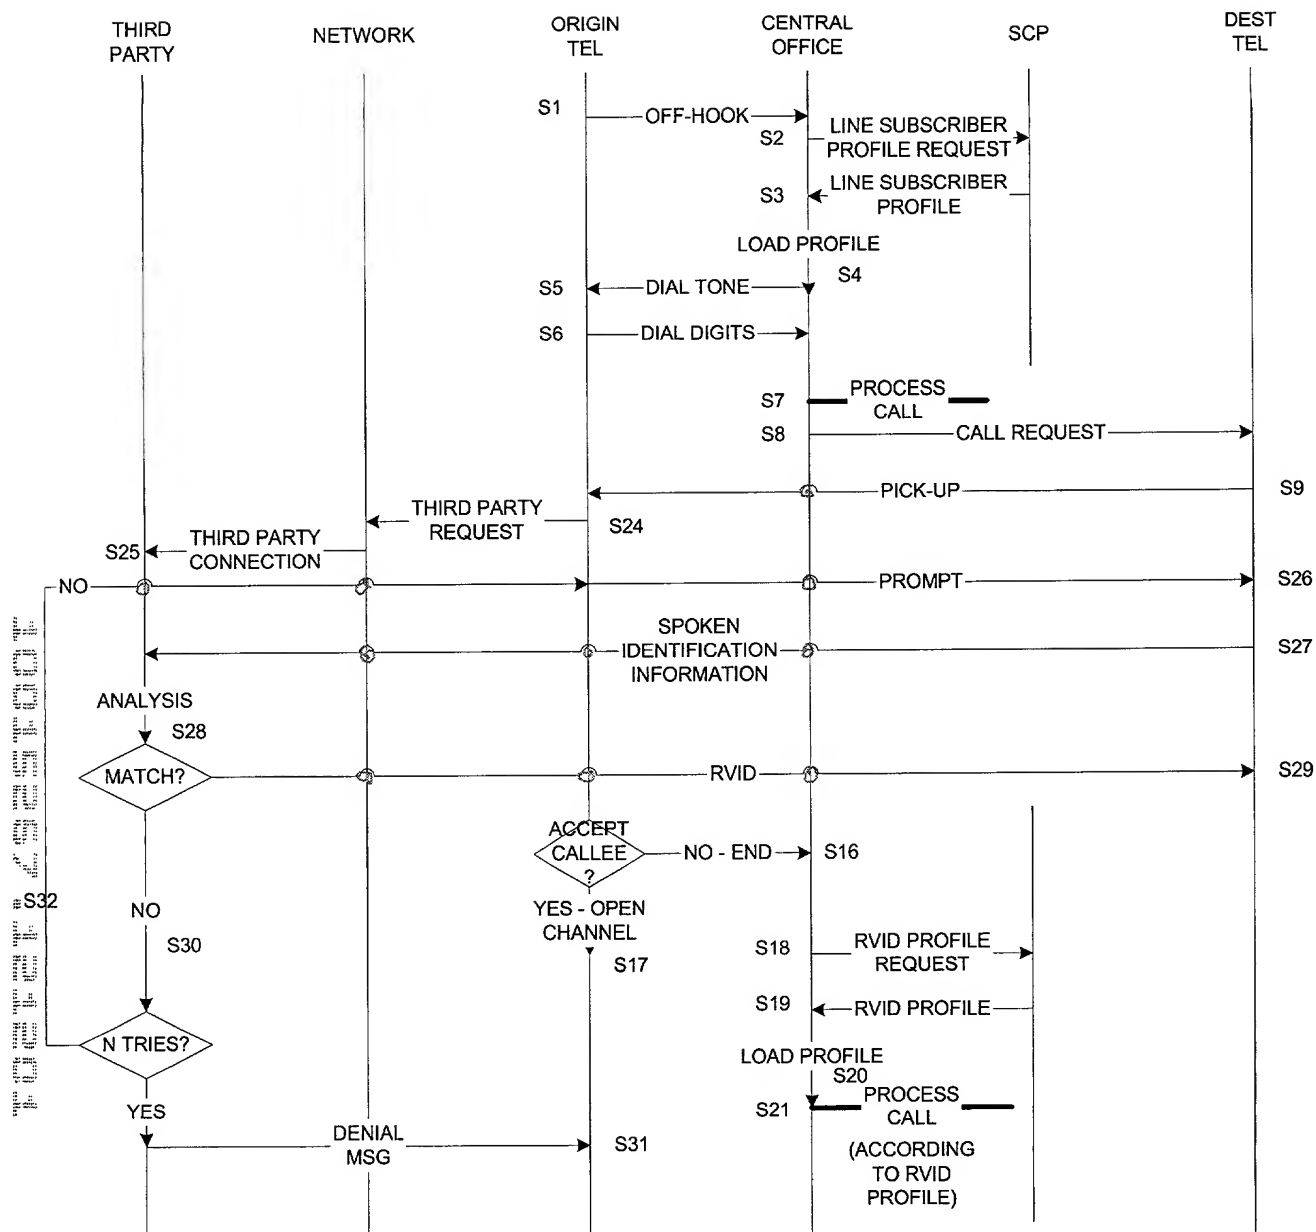 THIRD
PARTY
NETWORK
ORIGIN
TEL
CENTRAL
OFFICE
SCP
DEST
TEL
S1
OFF-HOOK
S2
LINE SUBSCRIBER
PROFILE REQUEST
S3
LINE SUBSCRIBER
PROFILE
LOAD PROFILE
S4
S5
DIAL TONE
S6
DIAL DIGITS
S7
PROCESS
CALL
S8
CALL REQUEST
PICK-UP
S9
THIRD PARTY
REQUEST
S24
S25
THIRD PARTY
CONNECTION
NO
PROMPT
S26
SPOKEN
IDENTIFICATION
INFORMATION
S27
ANALYSIS
S28
MATCH?
RVID
S29
ACCEPT
CALLEE
?
NO - END
S16
S32
NO
YES - OPEN
CHANNEL
S30
S17
S18
RVID PROFILE
REQUEST
S19
RVID PROFILE
N TRIES?
LOAD PROFILE
S20
S21
PROCESS
CALL
YES
DENIAL
MSG
S31
(ACCORDING
TO RVID
PROFILE)